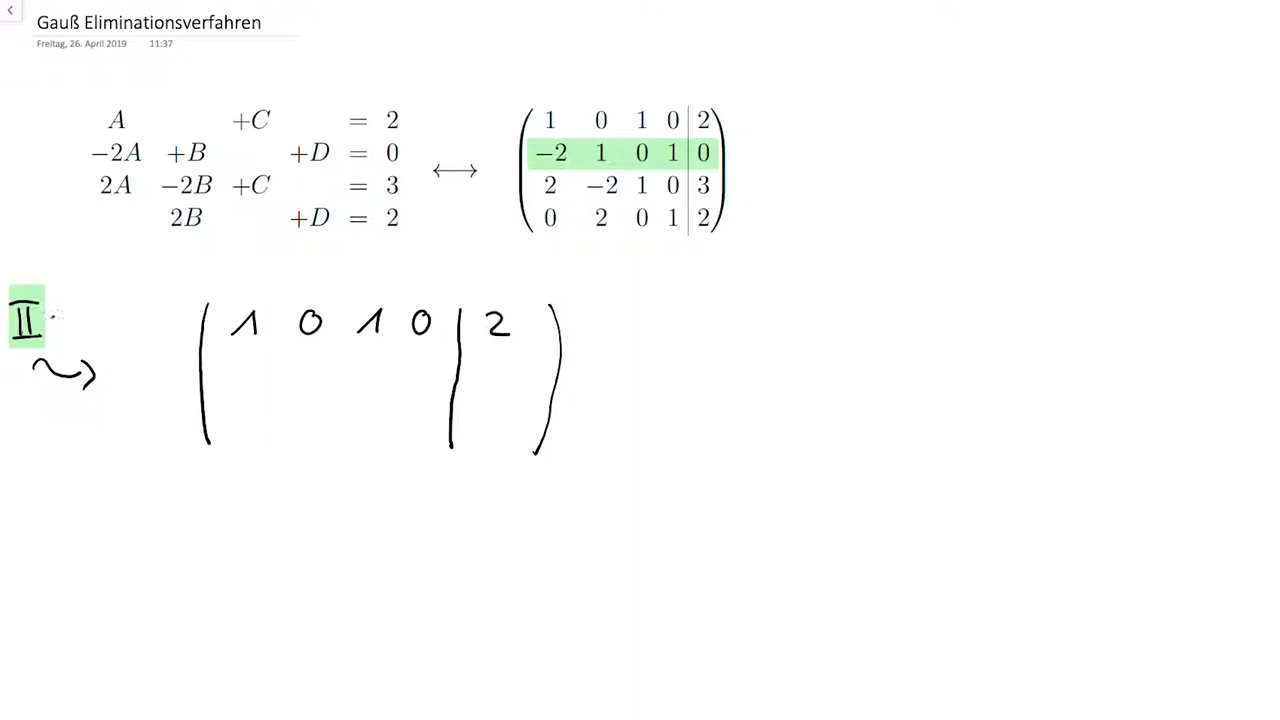 Gauß Eliminationsverfahren
Freitag, 26. April 2019 11:37
A +C = 2
−2A +B +D = 0
2A −2B +C = 3
2B +D = 2
⟷
1 0 1 0 | 2
−2 1 0 1 | 0
2 −2 1 0 | 3
0 2 0 1 | 2
II
1 0 1 0 | 2